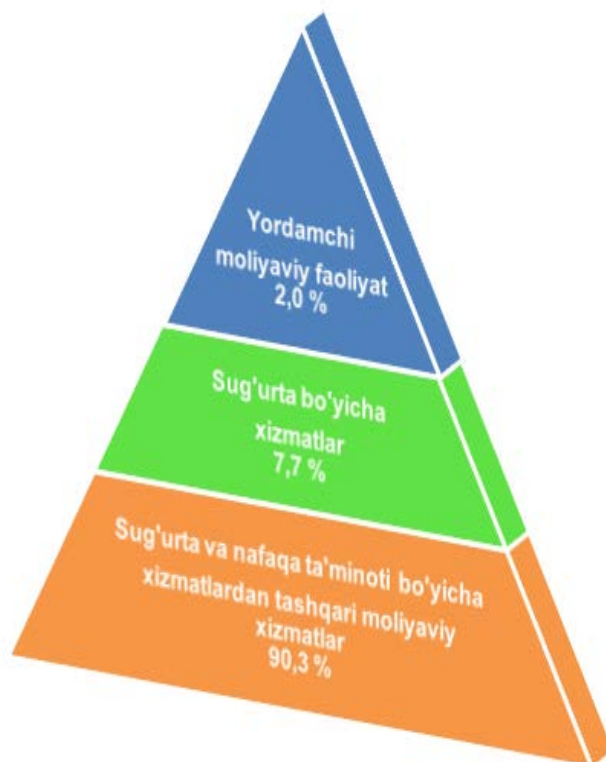 Yordamchi
moliyaviy faoliyat
2,0 %
Sug'urta bo'yicha
xizmatlar
7,7 %
Sug'urta va nafaqa ta'minoti bo'yicha
xizmatlardan tashqari moliyaviy
xizmatlar
90,3 %